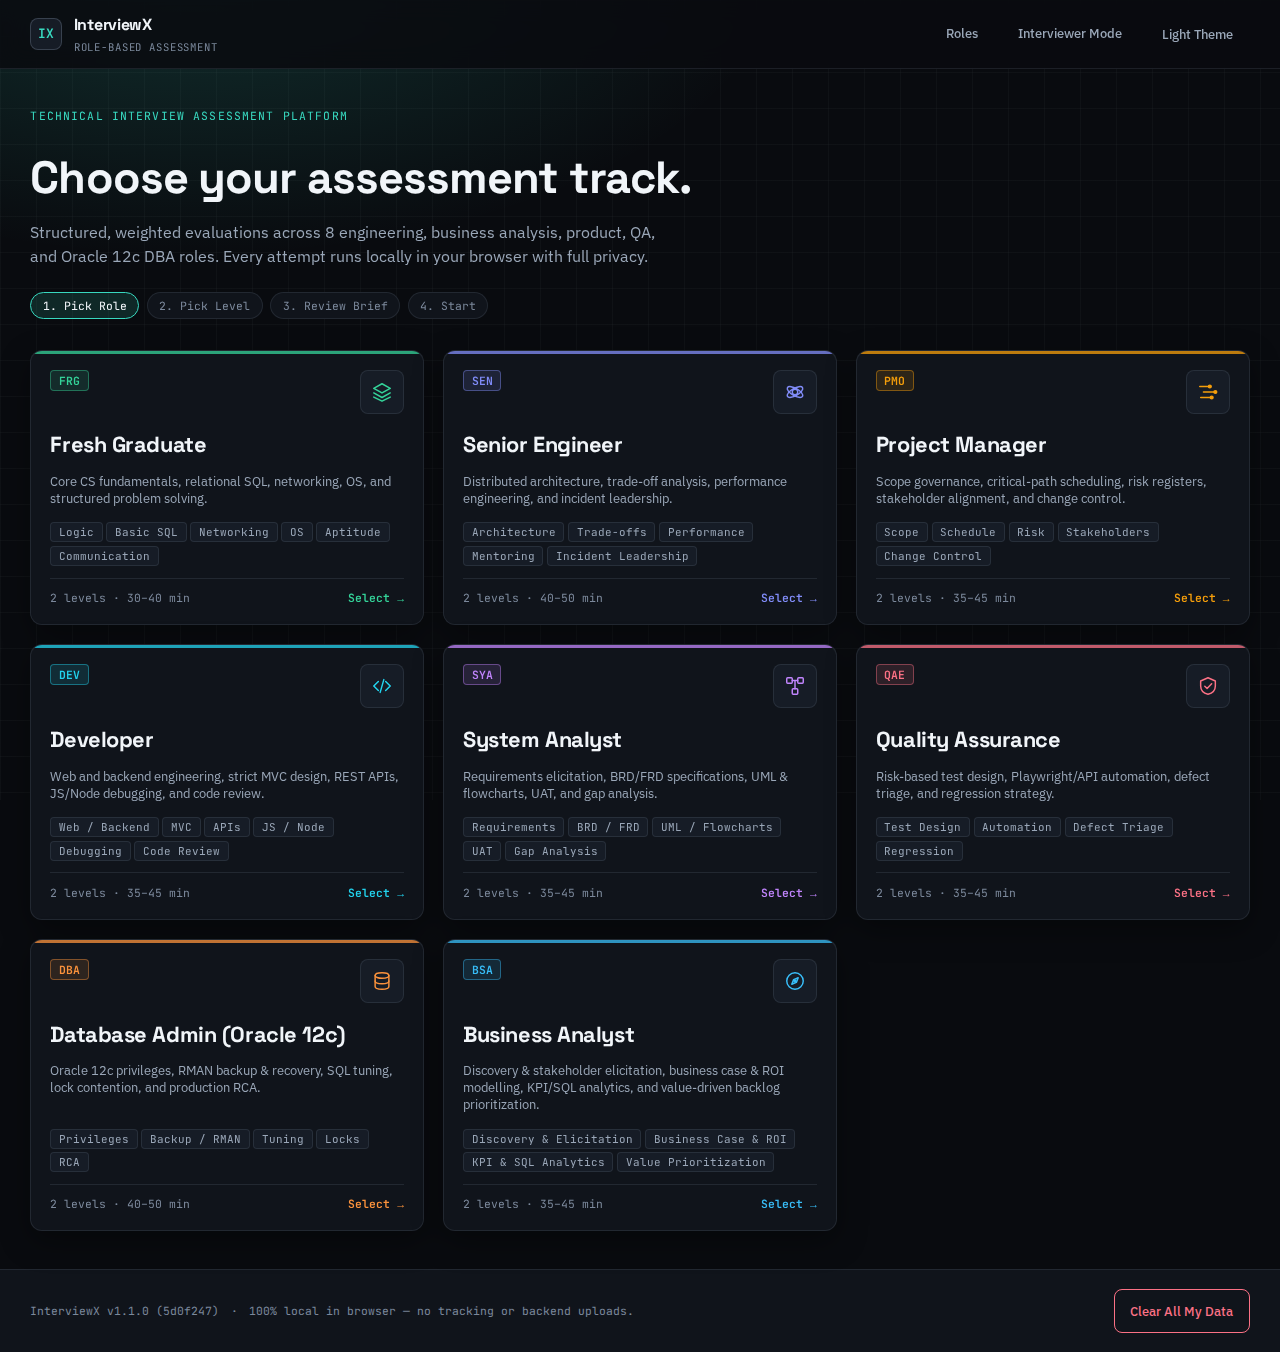 IX
InterviewX
ROLE-BASED ASSESSMENT
Roles
Interviewer Mode
Light Theme
TECHNICAL INTERVIEW ASSESSMENT PLATFORM
Choose your assessment track.
Structured, weighted evaluations across 8 engineering, business analysis, product, QA,
and Oracle 12c DBA roles. Every attempt runs locally in your browser with full privacy.
1. Pick Role
2. Pick Level
3. Review Brief
4. Start
FRG
Fresh Graduate
Core CS fundamentals, relational SQL, networking, OS, and
structured problem solving.
Logic Basic SQL Networking OS Aptitude
Communication
2 levels · 30–40 min Select →
SEN
Senior Engineer
Distributed architecture, trade-off analysis, performance
engineering, and incident leadership.
Architecture Trade-offs Performance
Mentoring Incident Leadership
2 levels · 40–50 min Select →
PMO
Project Manager
Scope governance, critical-path scheduling, risk registers,
stakeholder alignment, and change control.
Scope Schedule Risk Stakeholders
Change Control
2 levels · 35–45 min Select →
DEV
Developer
Web and backend engineering, strict MVC design, REST APIs,
JS/Node debugging, and code review.
Web / Backend MVC APIs JS / Node
Debugging Code Review
2 levels · 35–45 min Select →
SYA
System Analyst
Requirements elicitation, BRD/FRD specifications, UML &
flowcharts, UAT, and gap analysis.
Requirements BRD / FRD UML / Flowcharts
UAT Gap Analysis
2 levels · 35–45 min Select →
QAE
Quality Assurance
Risk-based test design, Playwright/API automation, defect
triage, and regression strategy.
Test Design Automation Defect Triage
Regression
2 levels · 35–45 min Select →
DBA
Database Admin (Oracle 12c)
Oracle 12c privileges, RMAN backup & recovery, SQL tuning,
lock contention, and production RCA.
Privileges Backup / RMAN Tuning Locks
RCA
2 levels · 40–50 min Select →
BSA
Business Analyst
Discovery & stakeholder elicitation, business case & ROI
modelling, KPI/SQL analytics, and value-driven backlog
prioritization.
Discovery & Elicitation Business Case & ROI
KPI & SQL Analytics Value Prioritization
2 levels · 35–45 min Select →
InterviewX v1.1.0 (5d0f247) · 100% local in browser — no tracking or backend uploads.
Clear All My Data